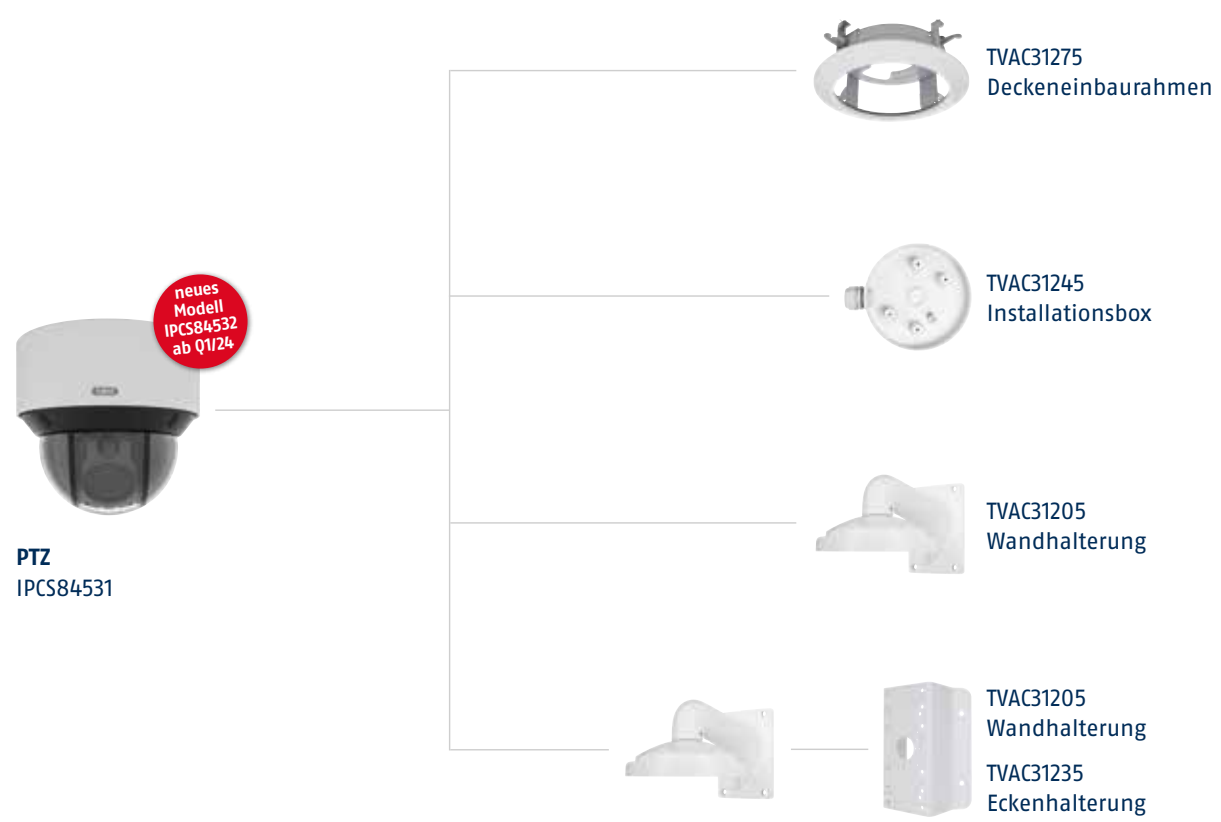 TVAC31275
Deckeneinbaurahmen
neues
Modell
IPCS84532
ab Q1/24
TVAC31245
Installationsbox
PTZ
IPCS84531
TVAC31205
Wandhalterung
TVAC31205
Wandhalterung
TVAC31235
Eckenhalterung